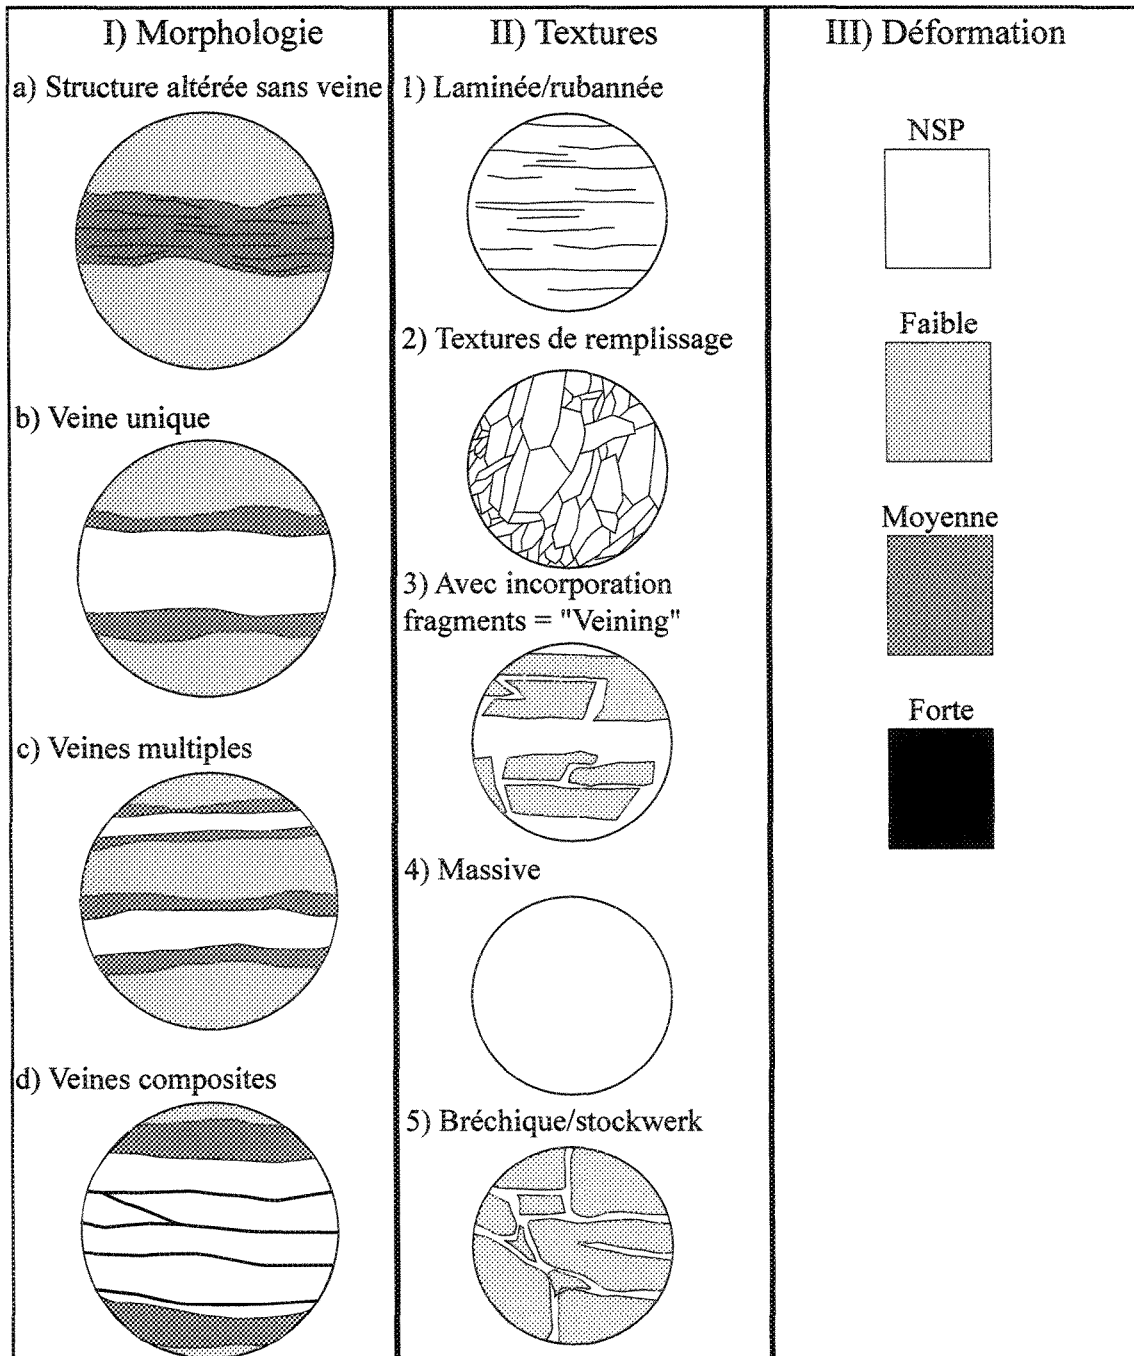 I) Morphologie
a) Structure altérée sans veine
b) Veine unique
c) Veines multiples
d) Veines composites
II) Textures
1) Laminée/rubannée
2) Textures de remplissage
3) Avec incorporation
fragments = "Veining"
4) Massive
5) Bréchique/stockwerk
III) Déformation
NSP
Faible
Moyenne
Forte